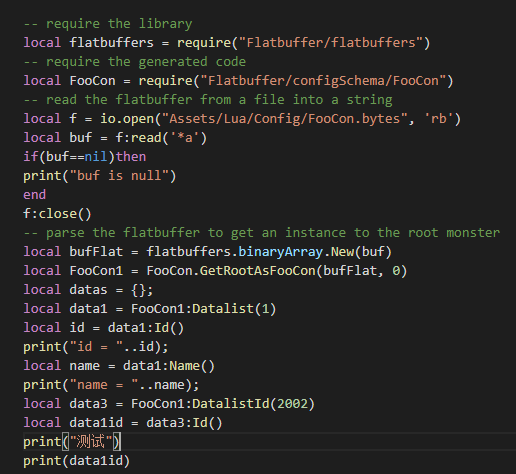 -- require the library
local flatbuffers = require("Flatbuffer/flatbuffers")
-- require the generated code
local FooCon = require("Flatbuffer/configSchema/FooCon")
-- read the flatbuffer from a file into a string
local f = io.open("Assets/Lua/Config/FooCon.bytes", 'rb')
local buf = f:read('*a')
if(buf==nil)then
print("buf is null")
end
f:close()
-- parse the flatbuffer to get an instance to the root monster
local bufFlat = flatbuffers.binaryArray.New(buf)
local FooCon1 = FooCon.GetRootAsFooCon(bufFlat, 0)
local datas = {};
local data1 = FooCon1:Datalist(1)
local id = data1:Id()
print("id = "..id);
local name = data1:Name()
print("name = "..name);
local data3 = FooCon1:DatalistId(2002)
local data1id = data3:Id()
print("测试")
print(data1id)